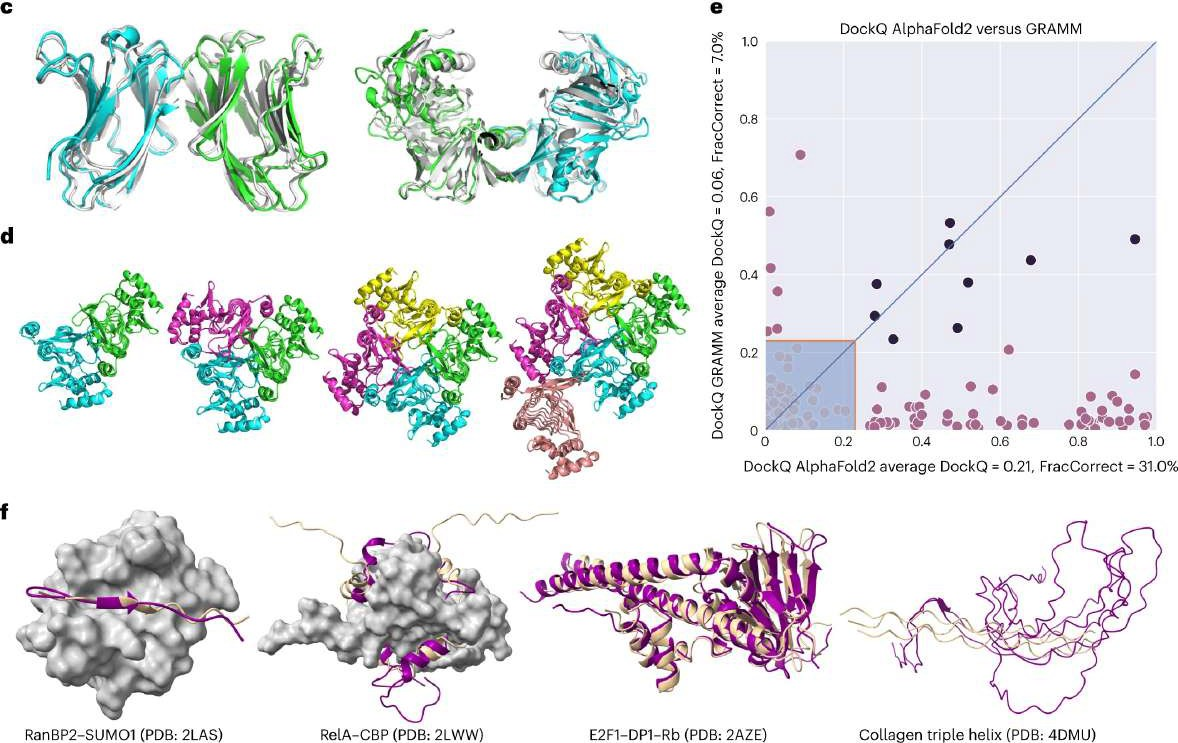 c
d
e
DockQ AlphaFold2 versus GRAMM
DockQ GRAMM average DockQ = 0.06, FracCorrect = 7.0%
1.0
0.8
0.6
0.4
0.2
0
0
0.2
0.4
0.6
0.8
1.0
DockQ AlphaFold2 average DockQ = 0.21, FracCorrect = 31.0%
f
RanBP2–SUMO1 (PDB: 2LAS)
RelA–CBP (PDB: 2LWW)
E2F1–DP1–Rb (PDB: 2AZE)
Collagen triple helix (PDB: 4DMU)